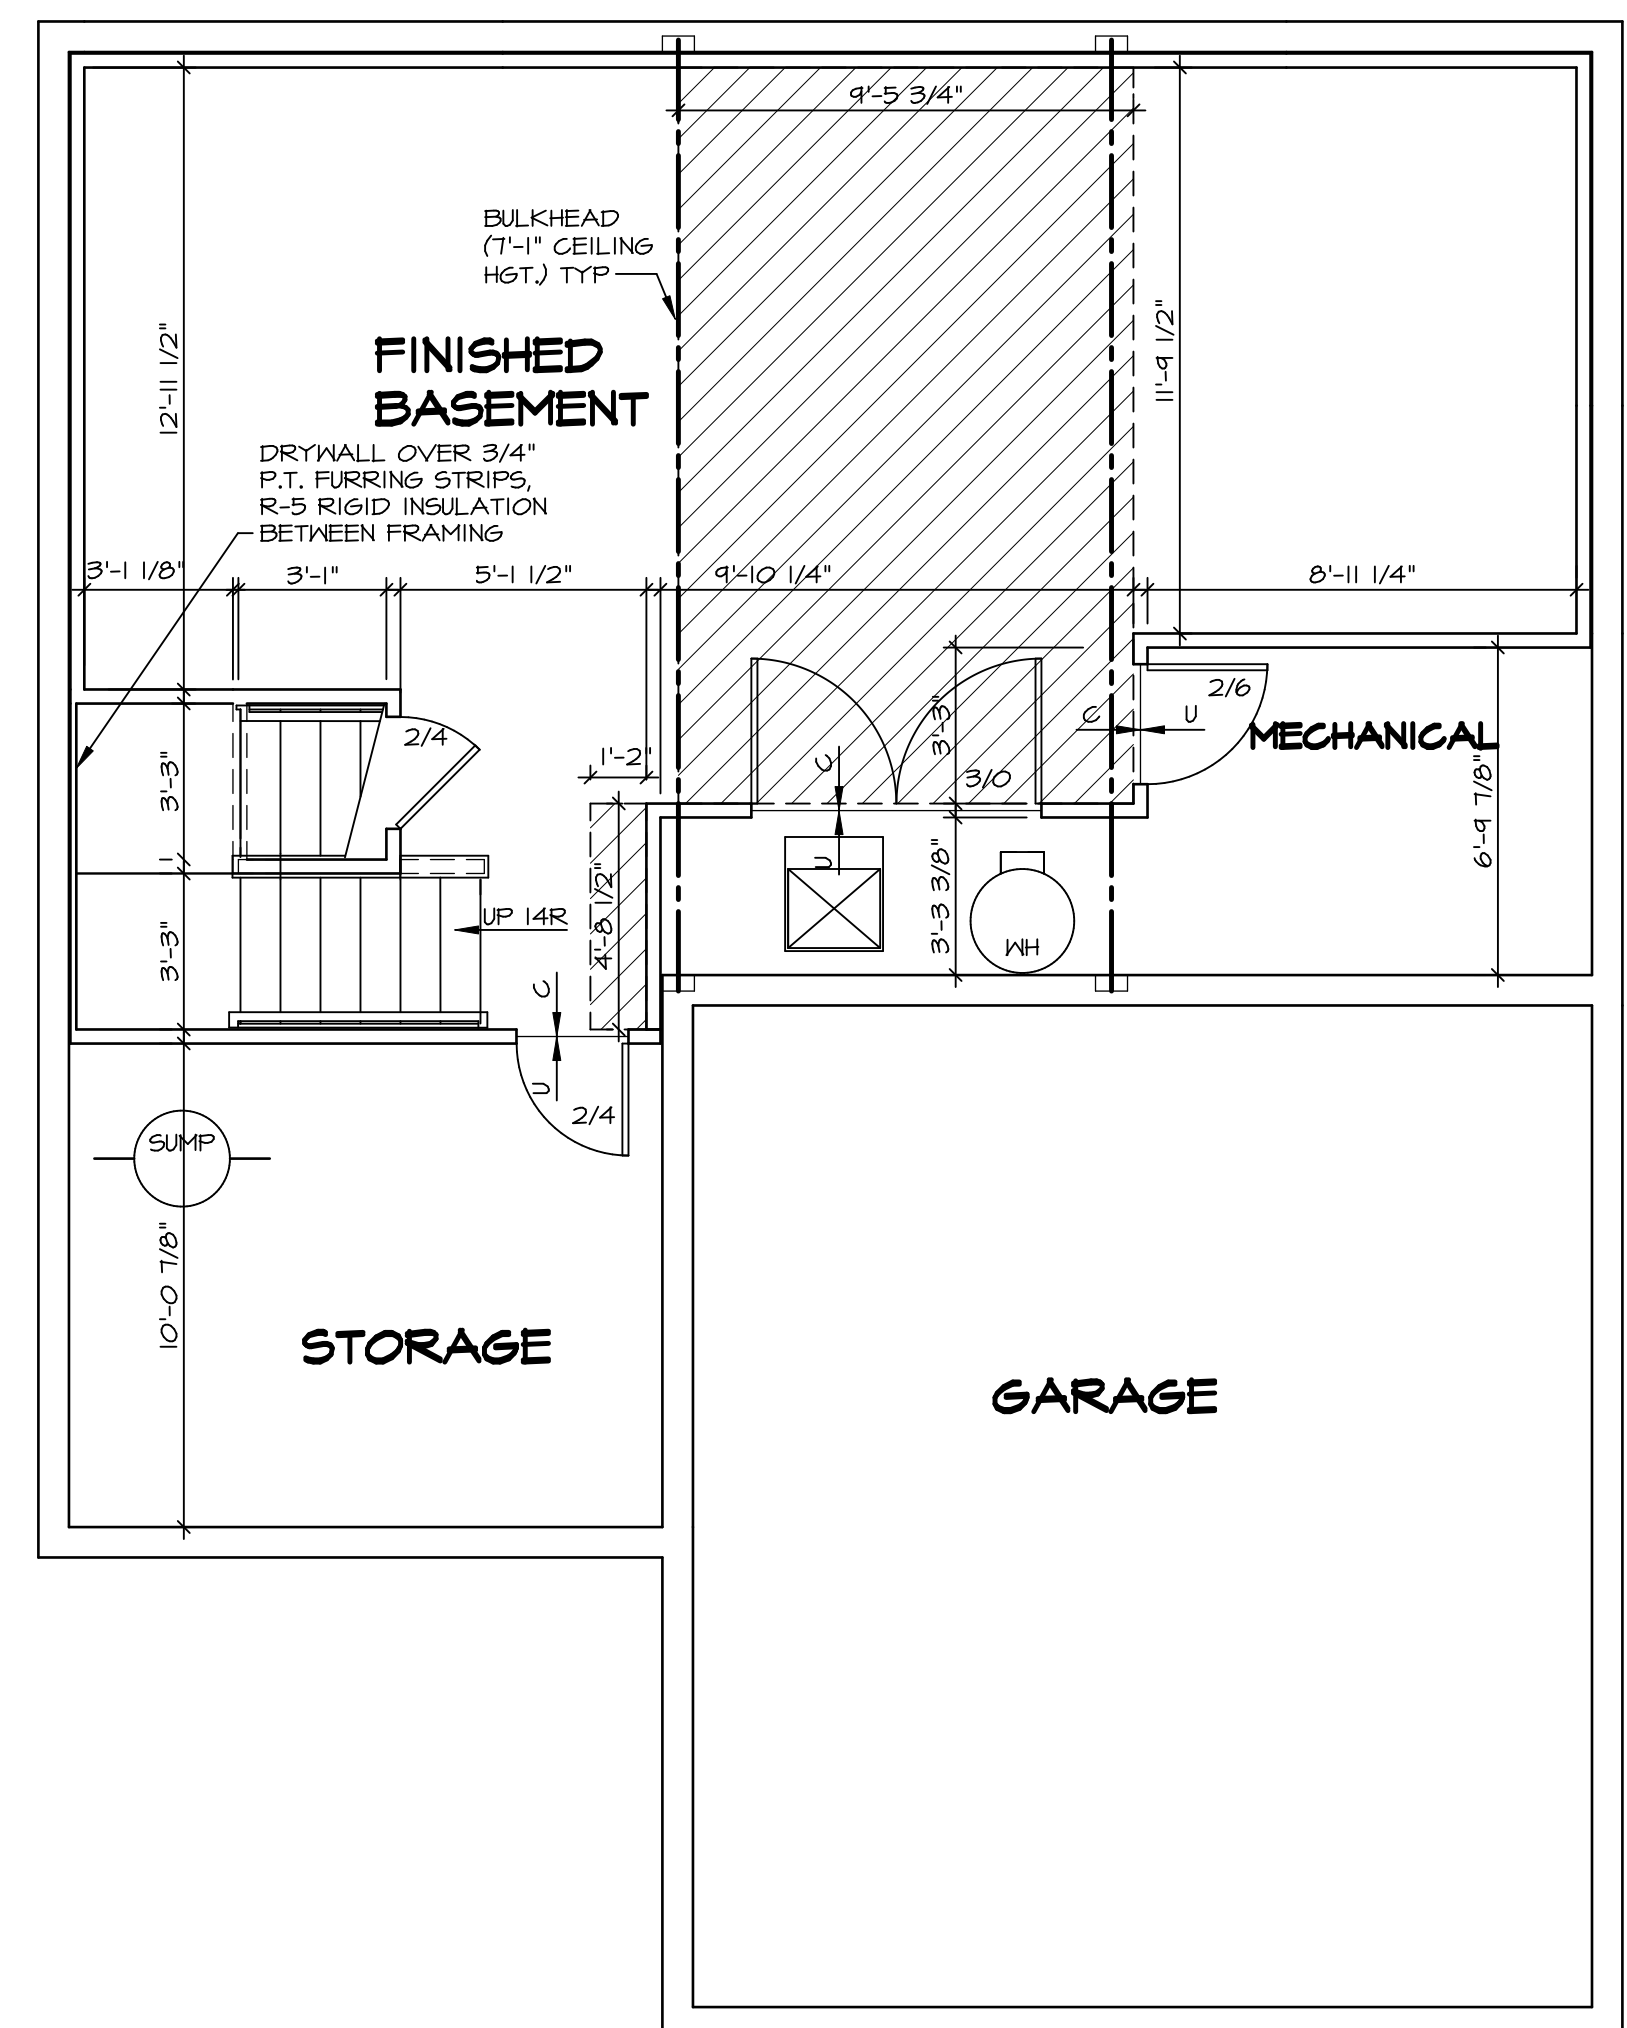 9'-5 3/4"
BULKHEAD
(7'-1" CEILING
HGT.) TYP
12'-11 1/2"
11'-9 1/2"
FINISHED
BASEMENT
DRYWALL OVER 3/4"
P.T. FURRING STRIPS,
R-5 RIGID INSULATION
BETWEEN FRAMING
3'-1 1/8"
3'-1"
5'-1 1/2"
9'-10 1/4"
8'-11 1/4"
2/6
C
U
MECHANICAL
2/4
3'-3"
1'-2"
C
3'-3"
3/0
6'-9 7/8"
U
4'-8 1/2"
3'-3 3/8"
UP 14R
3'-3"
WH
C
U
2/4
SUMP
10'-0 7/8"
STORAGE
GARAGE